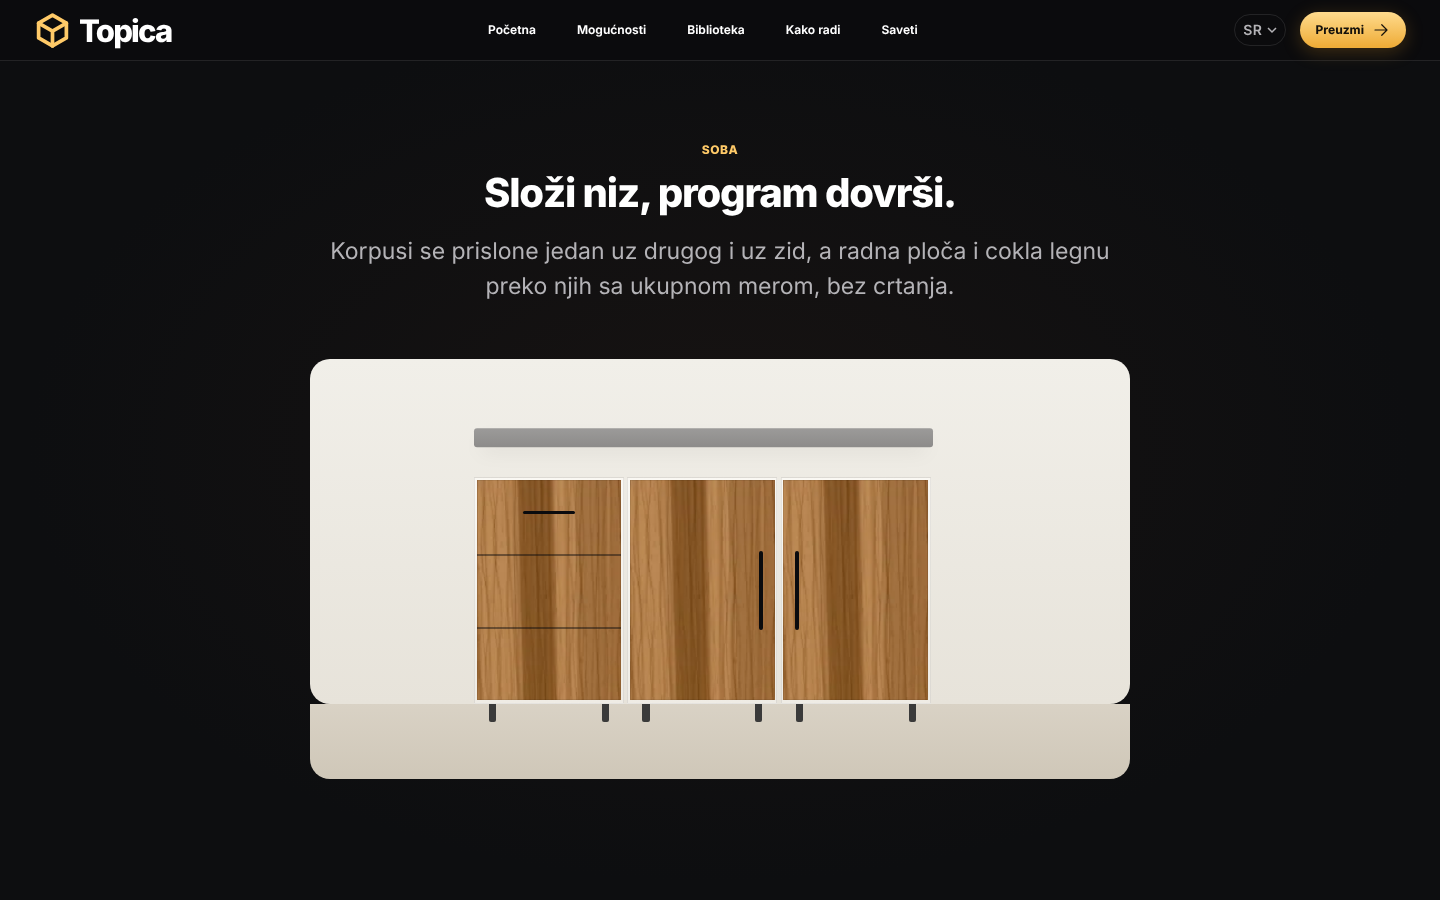 Topica
Početna
Mogućnosti
Biblioteka
Kako radi
Saveti
SR
Preuzmi
SOBA
Složi niz, program dovrši.
Korpusi se prislone jedan uz drugog i uz zid, a radna ploča i cokla legnu
preko njih sa ukupnom merom, bez crtanja.